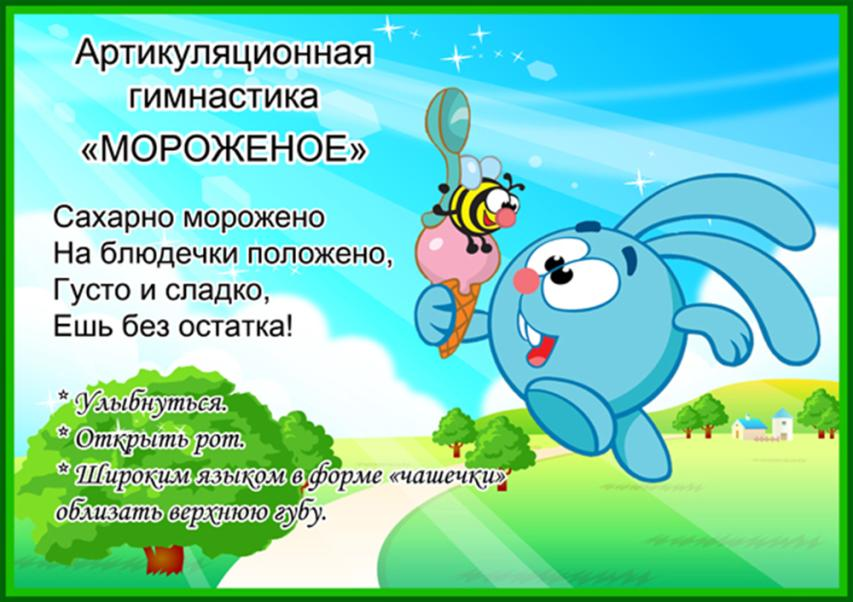 Артикуляционная
гимнастика
«МОРОЖЕНОЕ»
Сахарно морожено
На блюдечки положено,
Густо и сладко,
Ешь без остатка!
* Улыбнуться.
* Открыть рот.
* Широким языком в форме «чашечки»
облизать верхнюю губу.